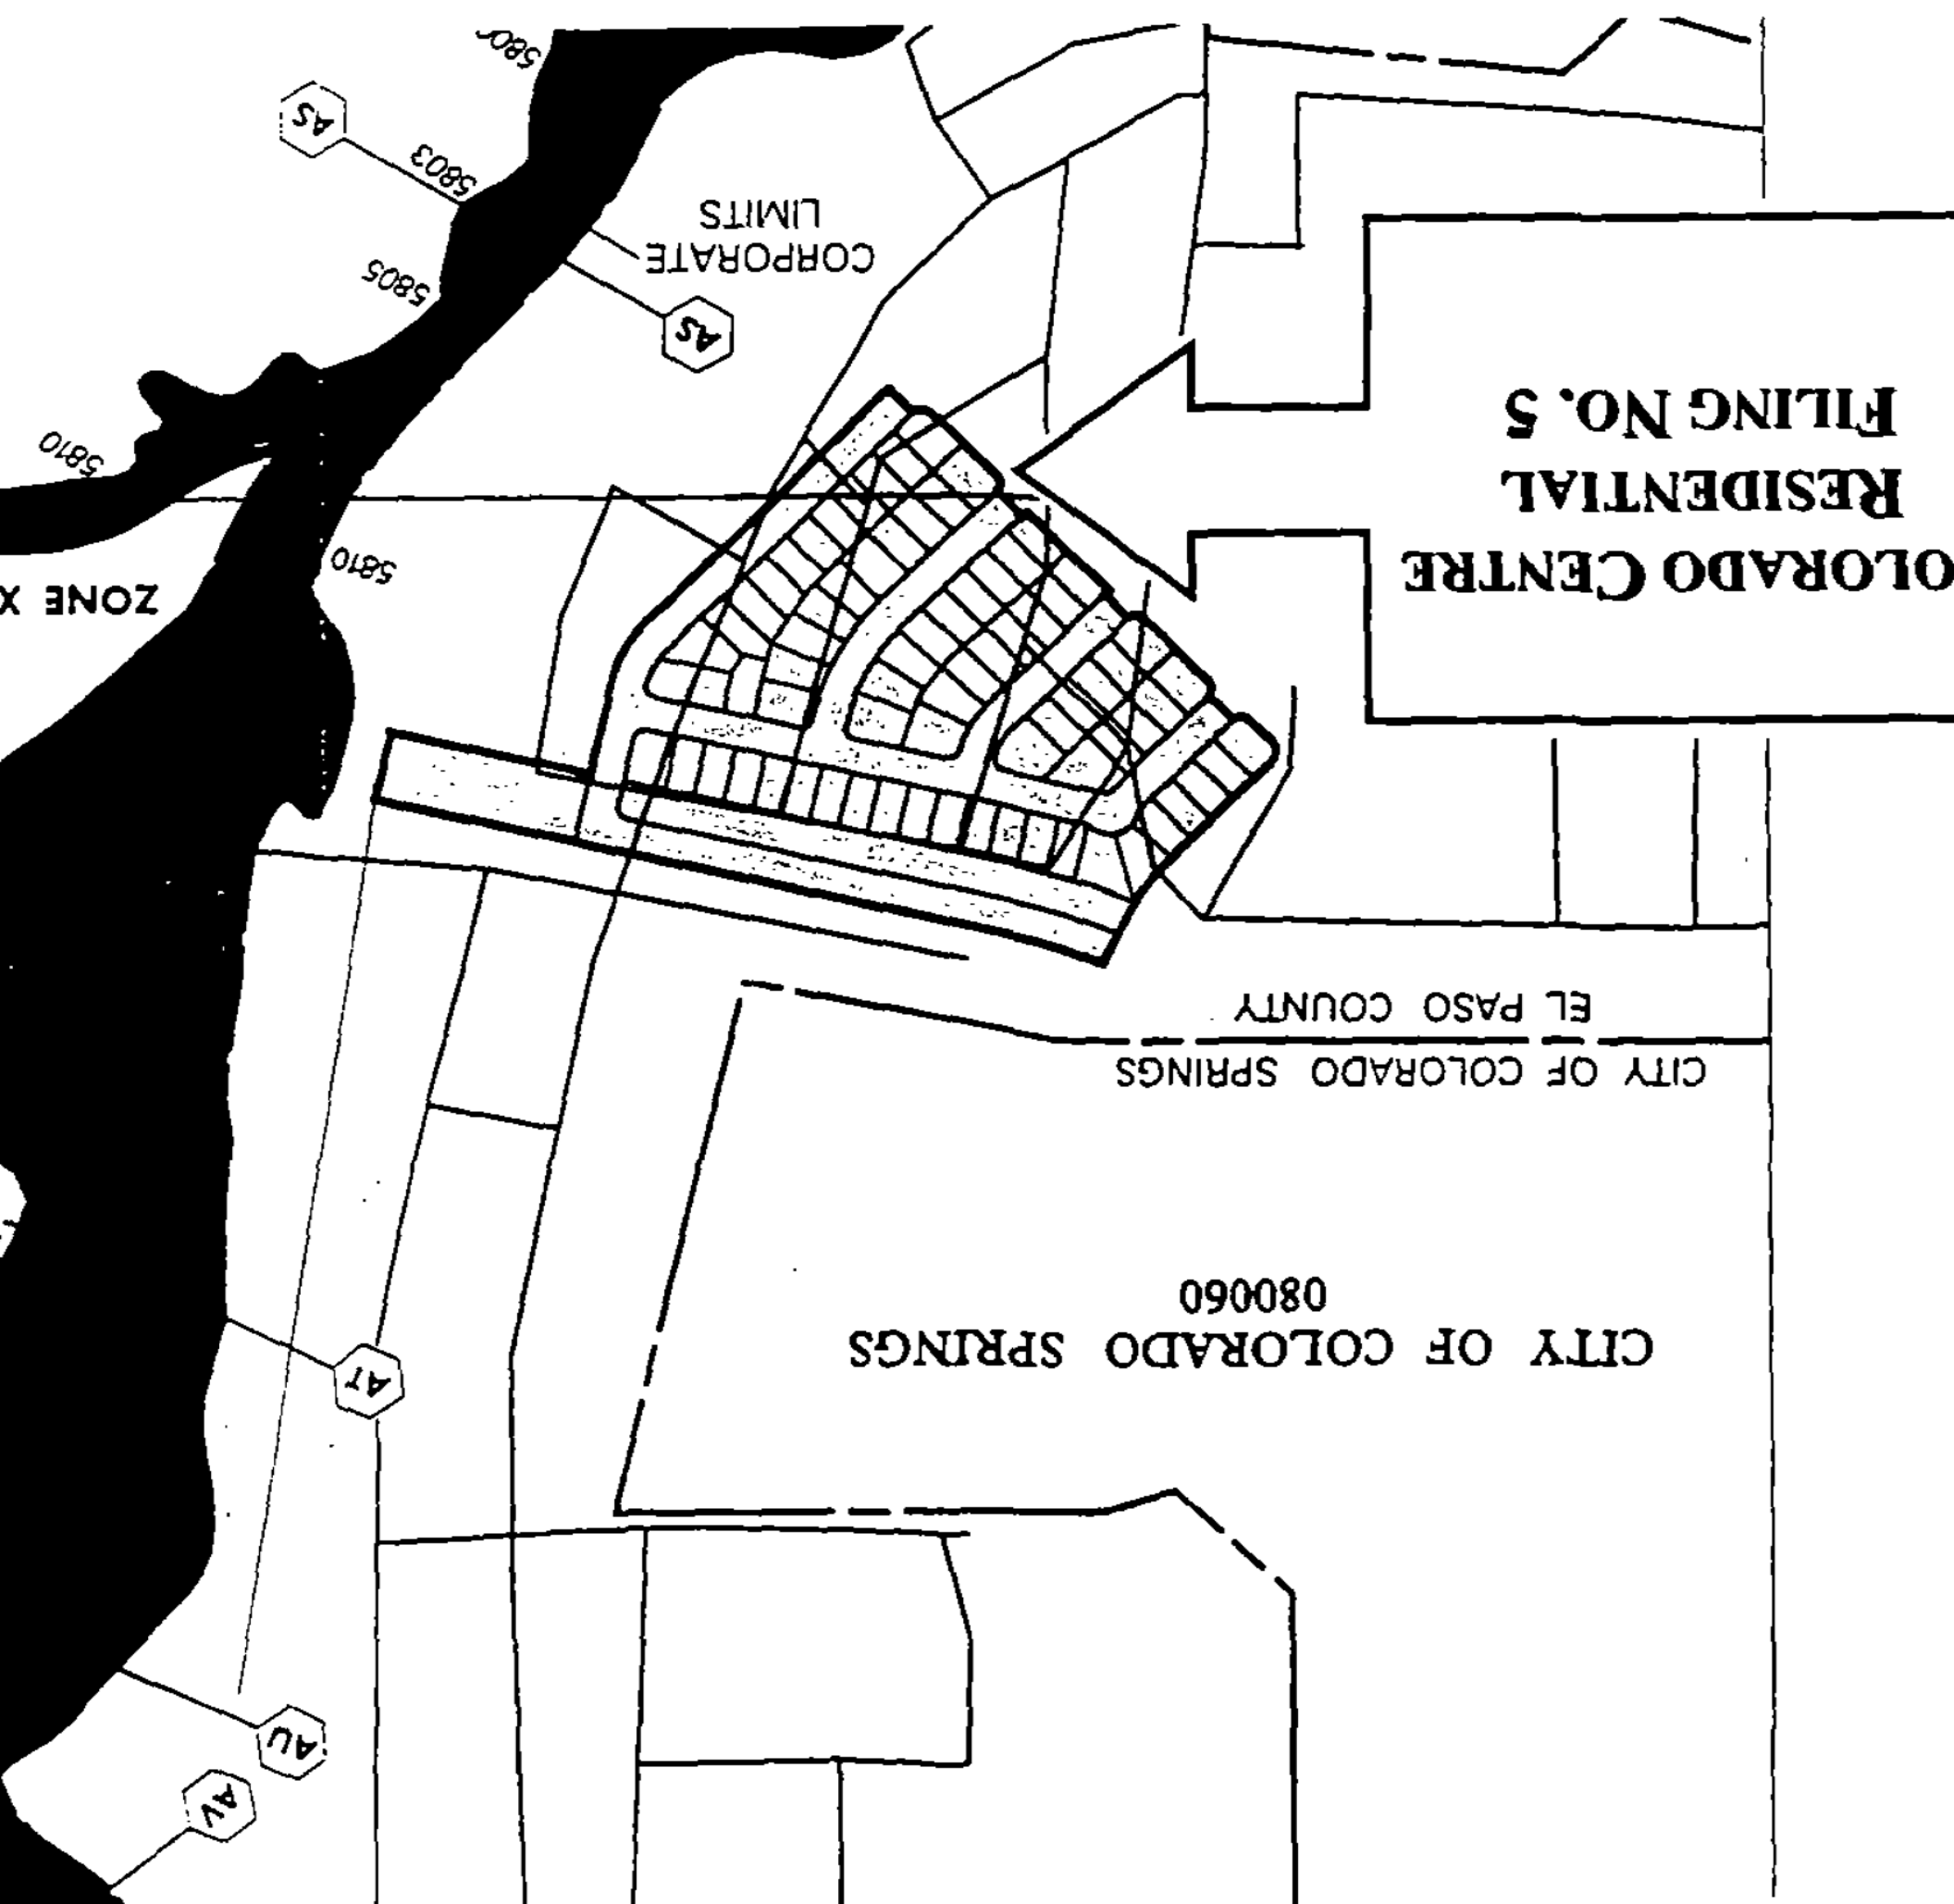 CITY OF COLORADO SPRINGS
080060
CITY OF COLORADO SPRINGS
EL PASO COUNTY
OLORADO CENTRE
RESIDENTIAL
FILING NO. 5
CORPORATE
LIMITS
ZONE X
AV
AU
AT
AS
AS
5810
5810
5805
5803